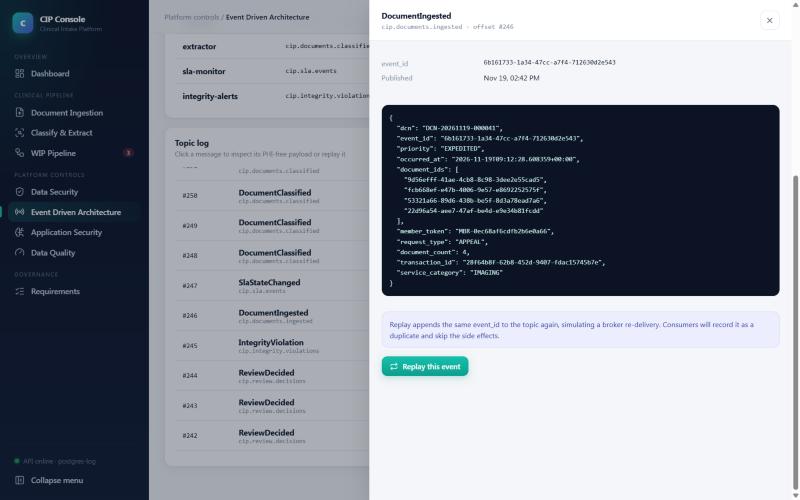 C
CIP Console
Clinical Intake Platform
OVERVIEW
Dashboard
CLINICAL PIPELINE
Document Ingestion
Classify & Extract
WIP Pipeline
3
PLATFORM CONTROLS
Data Security
Event Driven Architecture
Application Security
Data Quality
GOVERNANCE
Requirements
API online · postgres-log
Collapse menu
Platform controls / Event Driven Architecture
extractor cip.documents.classifie
sla-monitor cip.sla.events
integrity-alerts cip.integrity.violation
Topic log
Click a message to inspect its PHI-free payload or replay it
cip.documents.classified
#250 DocumentClassified
cip.documents.classified
#249 DocumentClassified
cip.documents.classified
#248 DocumentClassified
cip.documents.classified
#247 SlaStateChanged
cip.sla.events
#246 DocumentIngested
cip.documents.ingested
#245 IntegrityViolation
cip.integrity.violations
#244 ReviewDecided
cip.review.decisions
#243 ReviewDecided
cip.review.decisions
#242 ReviewDecided
cip.review.decisions
DocumentIngested
cip.documents.ingested · offset #246
event_id 6b161733-1a34-47cc-a7f4-712630d2e543
Published Nov 19, 02:42 PM
{
"dcn": "DCN-20261119-000041",
"event_id": "6b161733-1a34-47cc-a7f4-712630d2e543",
"priority": "EXPEDITED",
"occurred_at": "2026-11-19T09:12:28.608359+00:00",
"document_ids": [
"9d56efff-41ae-4cb8-8c98-3dee2e55cad5",
"fcb668ef-e47b-4006-9e57-e8692252575f",
"53321a66-89d6-438b-be5f-8d3a78ead7a6",
"22d96a54-aee7-47af-be4d-e9e34b81fcdd"
],
"member_token": "MBR-0ec68af6cdfb2b6e0a66",
"request_type": "APPEAL",
"document_count": 4,
"transaction_id": "28f64b8f-62b8-452d-9407-fdac15745b7e",
"service_category": "IMAGING"
}
Replay appends the same event_id to the topic again, simulating a broker re-delivery. Consumers will record it as a
duplicate and skip the side effects.
Replay this event